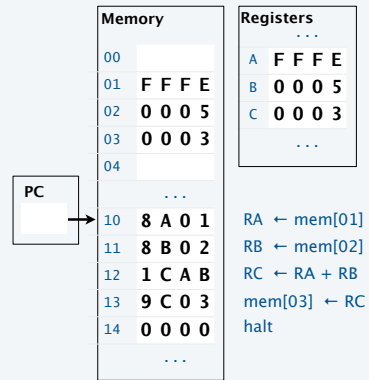 Memory
00
01 F F F E
02 0 0 0 5
03 0 0 0 3
04
. . .
10 8 A 0 1 RA ← mem[01]
11 8 B 0 2 RB ← mem[02]
12 1 C A B RC ← RA + RB
13 9 C 0 3 mem[03] ← RC
14 0 0 0 0 halt
. . .
Registers
. . .
A F F F E
B 0 0 0 5
C 0 0 0 3
. . .
PC